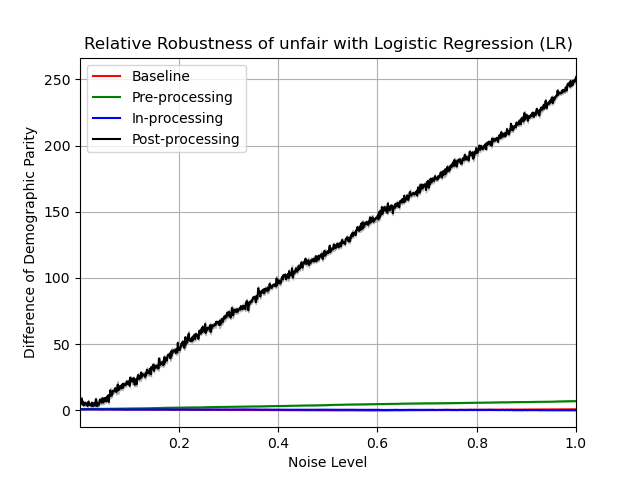 Relative Robustness of unfair with Logistic Regression (LR)
Baseline
Pre-processing
In-processing
Post-processing
Difference of Demographic Parity
250
200
150
100
50
0
0.2 0.4 0.6 0.8 1.0
Noise Level